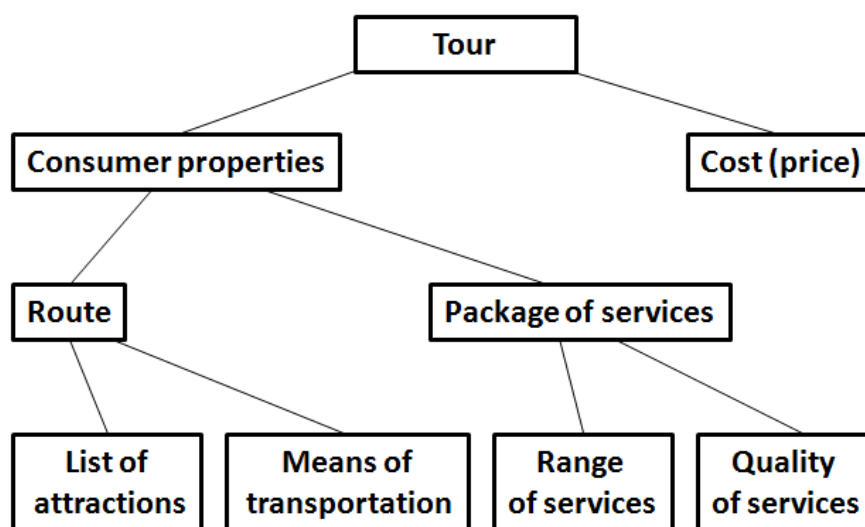 Tour
Consumer properties
Cost (price)
Route
Package of services
List of
attractions
Means of
transportation
Range
of services
Quality
of services